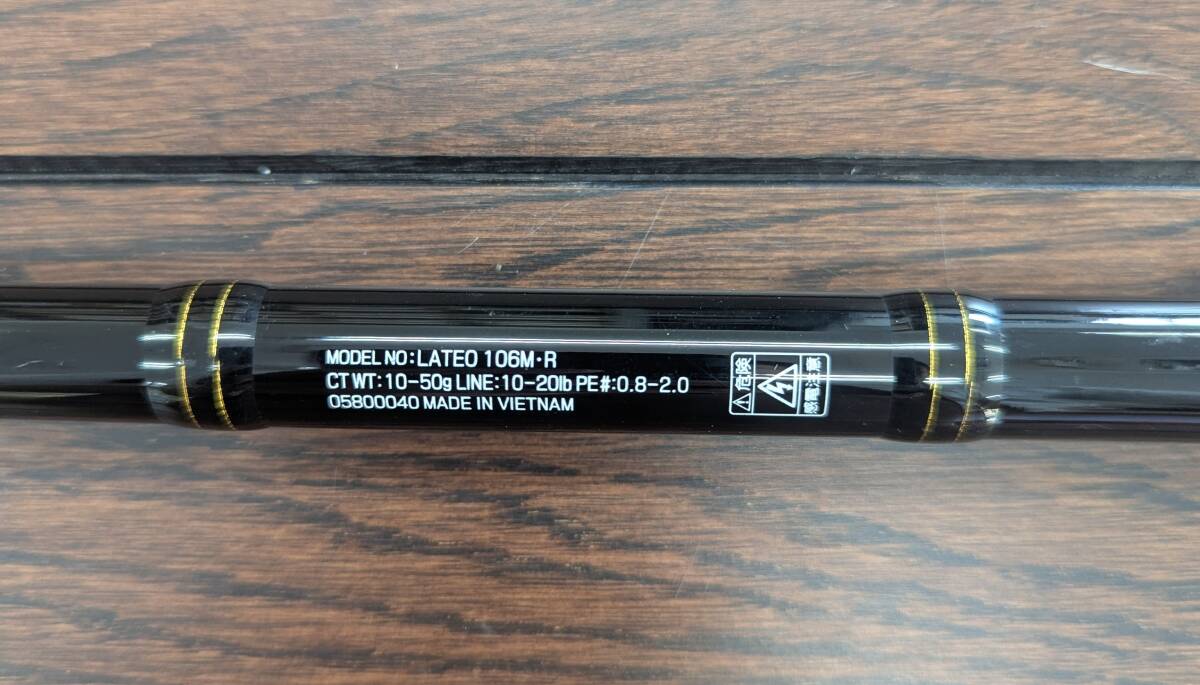 MODEL NO:LATEO 106M・R
CT WT:10-50g LINE:10-20lb PE#:0.8-2.0
05800040 MADE IN VIETNAM
危険
感電注意